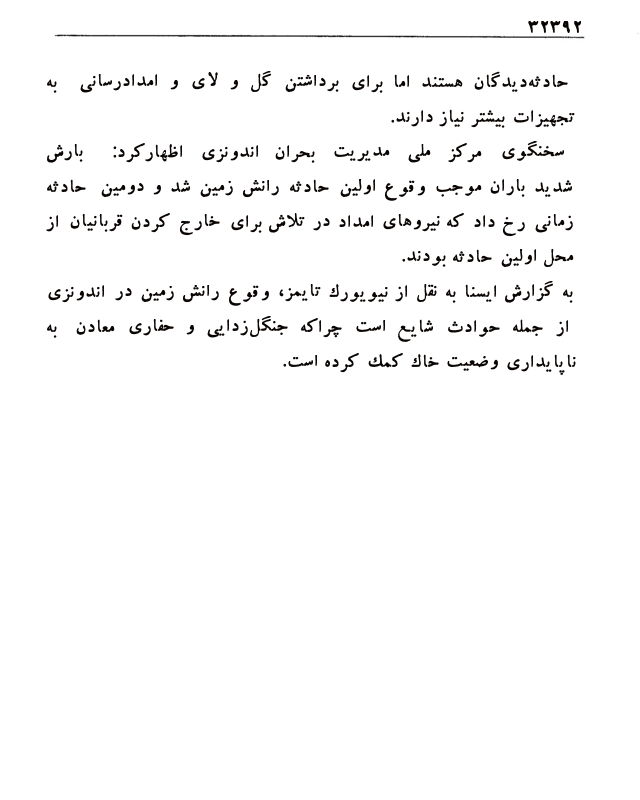 ۳۲۳۹۲
حادثه‌دیدگان هستند اما برای برداشتن گل و لای و امدادرسانی به
تجهیزات بیشتر نیاز دارند.
سخنگوی مرکز ملی مدیریت بحران اندونزی اظهارکرد: بارش
شدید باران موجب وقوع اولین حادثه رانش زمین شد و دومین حادثه
زمانی رخ داد که نیروهای امداد در تلاش برای خارج کردن قربانیان از
محل اولین حادثه بودند.
به گزارش ایسنا به نقل از نیویورك تایمز، وقوع رانش زمین در اندونزی
از جمله حوادث شایع است چراکه جنگل‌زدایی و حفاری معادن به
ناپایداری وضعیت خاك کمك کرده است.